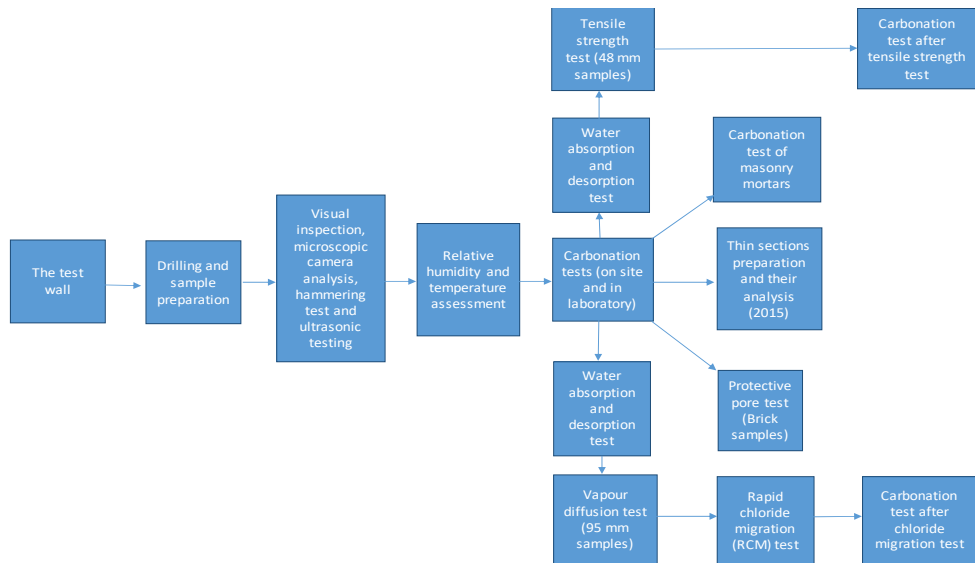 Tensile
strength
test (48 mm
samples)
Carbonation
test after
tensile strength
test
Water
absorption
and
desorption
test
Carbonation
test of
masonry
mortars
The test
wall
Drilling and
sample
preparation
Visual
inspection,
microscopic
camera
analysis,
hammering
test and
ultrasonic
testing
Relative
humidity and
temperature
assessment
Carbonation
tests (on site
and in
laboratory)
Thin sections
preparation
and their
analysis
(2015)
Water
absorption
and
desorption
test
Protective
pore test
(Brick
samples)
Vapour
diffusion test
(95 mm
samples)
Rapid
chloride
migration
(RCM) test
Carbonation
test after
chloride
migration test